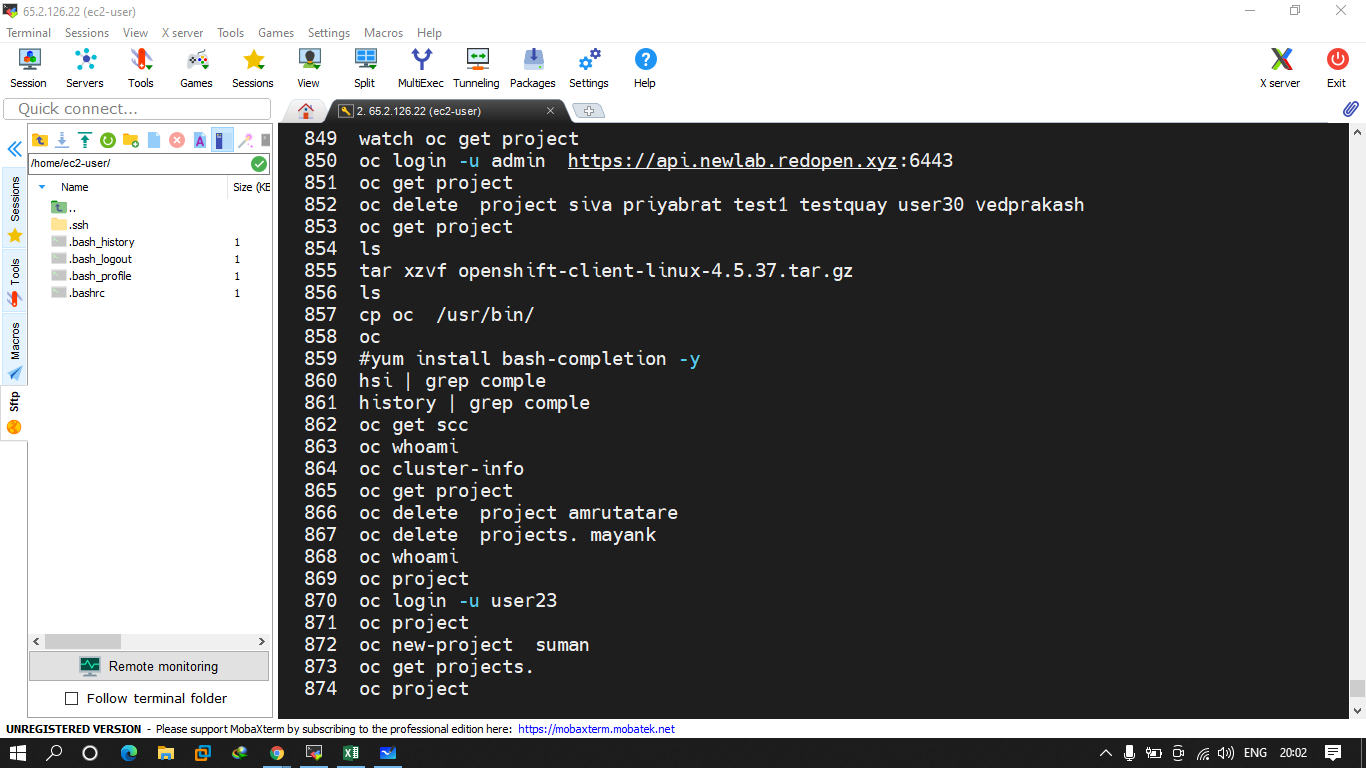 65.2.126.22 (ec2-user)
Terminal Sessions View X server Tools Games Settings Macros Help
Session Servers Tools Games Sessions View Split MultiExec Tunneling Packages Settings Help X server Exit
Quick connect...
2. 65.2.126.22 (ec2-user)
/home/ec2-user/
Name Size (KB
..
.ssh
.bash_history 1
.bash_logout 1
.bash_profile 1
.bashrc 1
Sessions
Tools
Macros
Sftp
849 watch oc get project
850 oc login -u admin  https://api.newlab.redopen.xyz:6443
851 oc get project
852 oc delete  project siva priyabrat test1 testquay user30 vedprakash
853 oc get project
854 ls
855 tar xzvf openshift-client-linux-4.5.37.tar.gz
856 ls
857 cp oc  /usr/bin/
858 oc
859 #yum install bash-completion -y
860 hsi | grep comple
861 history | grep comple
862 oc get scc
863 oc whoami
864 oc cluster-info
865 oc get project
866 oc delete  project amrutatare
867 oc delete  projects. mayank
868 oc whoami
869 oc project
870 oc login -u user23
871 oc project
872 oc new-project  suman
873 oc get projects.
874 oc project
Remote monitoring
Follow terminal folder
UNREGISTERED VERSION - Please support MobaXterm by subscribing to the professional edition here: https://mobaxterm.mobatek.net
ENG 20:02